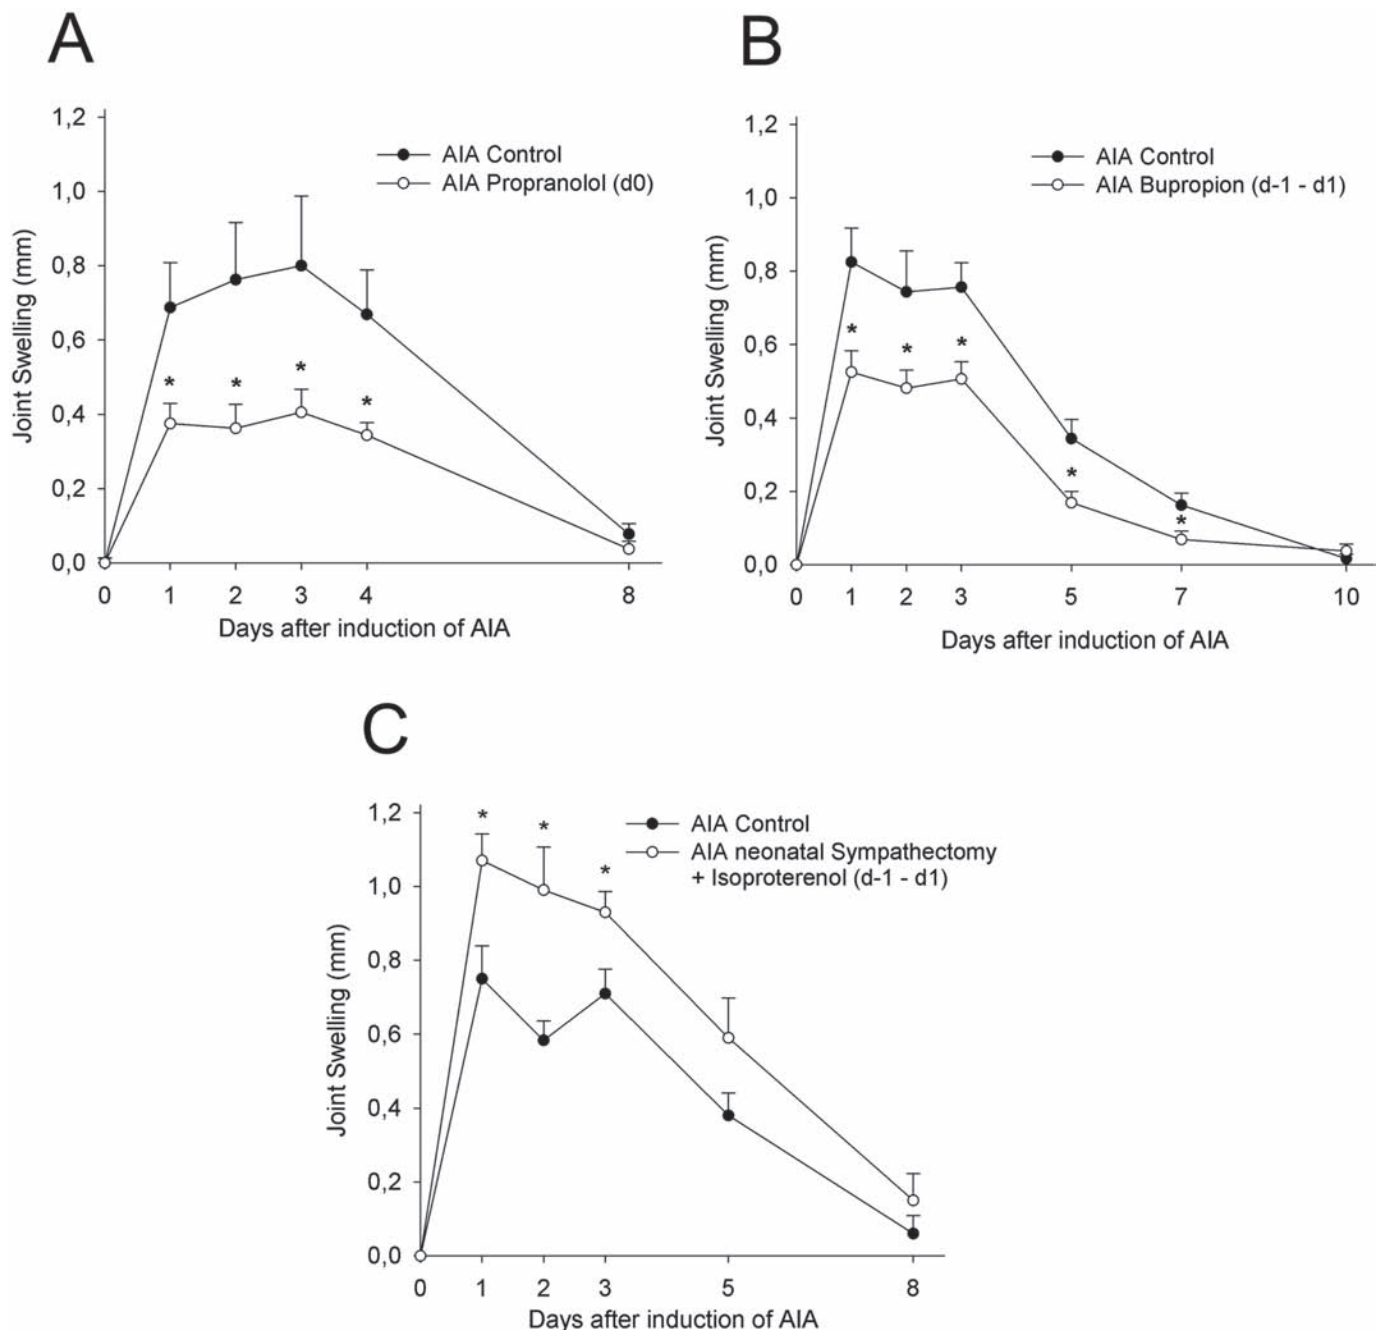 A
1,2
1,0
0,8
0,6
0,4
0,2
0,0
Joint Swelling (mm)
AIA Control
AIA Propranolol (d0)
*
*
*
*
0 1 2 3 4 8
Days after induction of AIA
B
1,2
1,0
0,8
0,6
0,4
0,2
0,0
Joint Swelling (mm)
AIA Control
AIA Bupropion (d-1 - d1)
*
*
*
*
*
0 1 2 3 5 7 10
Days after induction of AIA
C
1,2
1,0
0,8
0,6
0,4
0,2
0,0
Joint Swelling (mm)
AIA Control
AIA neonatal Sympathectomy
+ Isoproterenol (d-1 - d1)
*
*
*
0 1 2 3 5 8
Days after induction of AIA